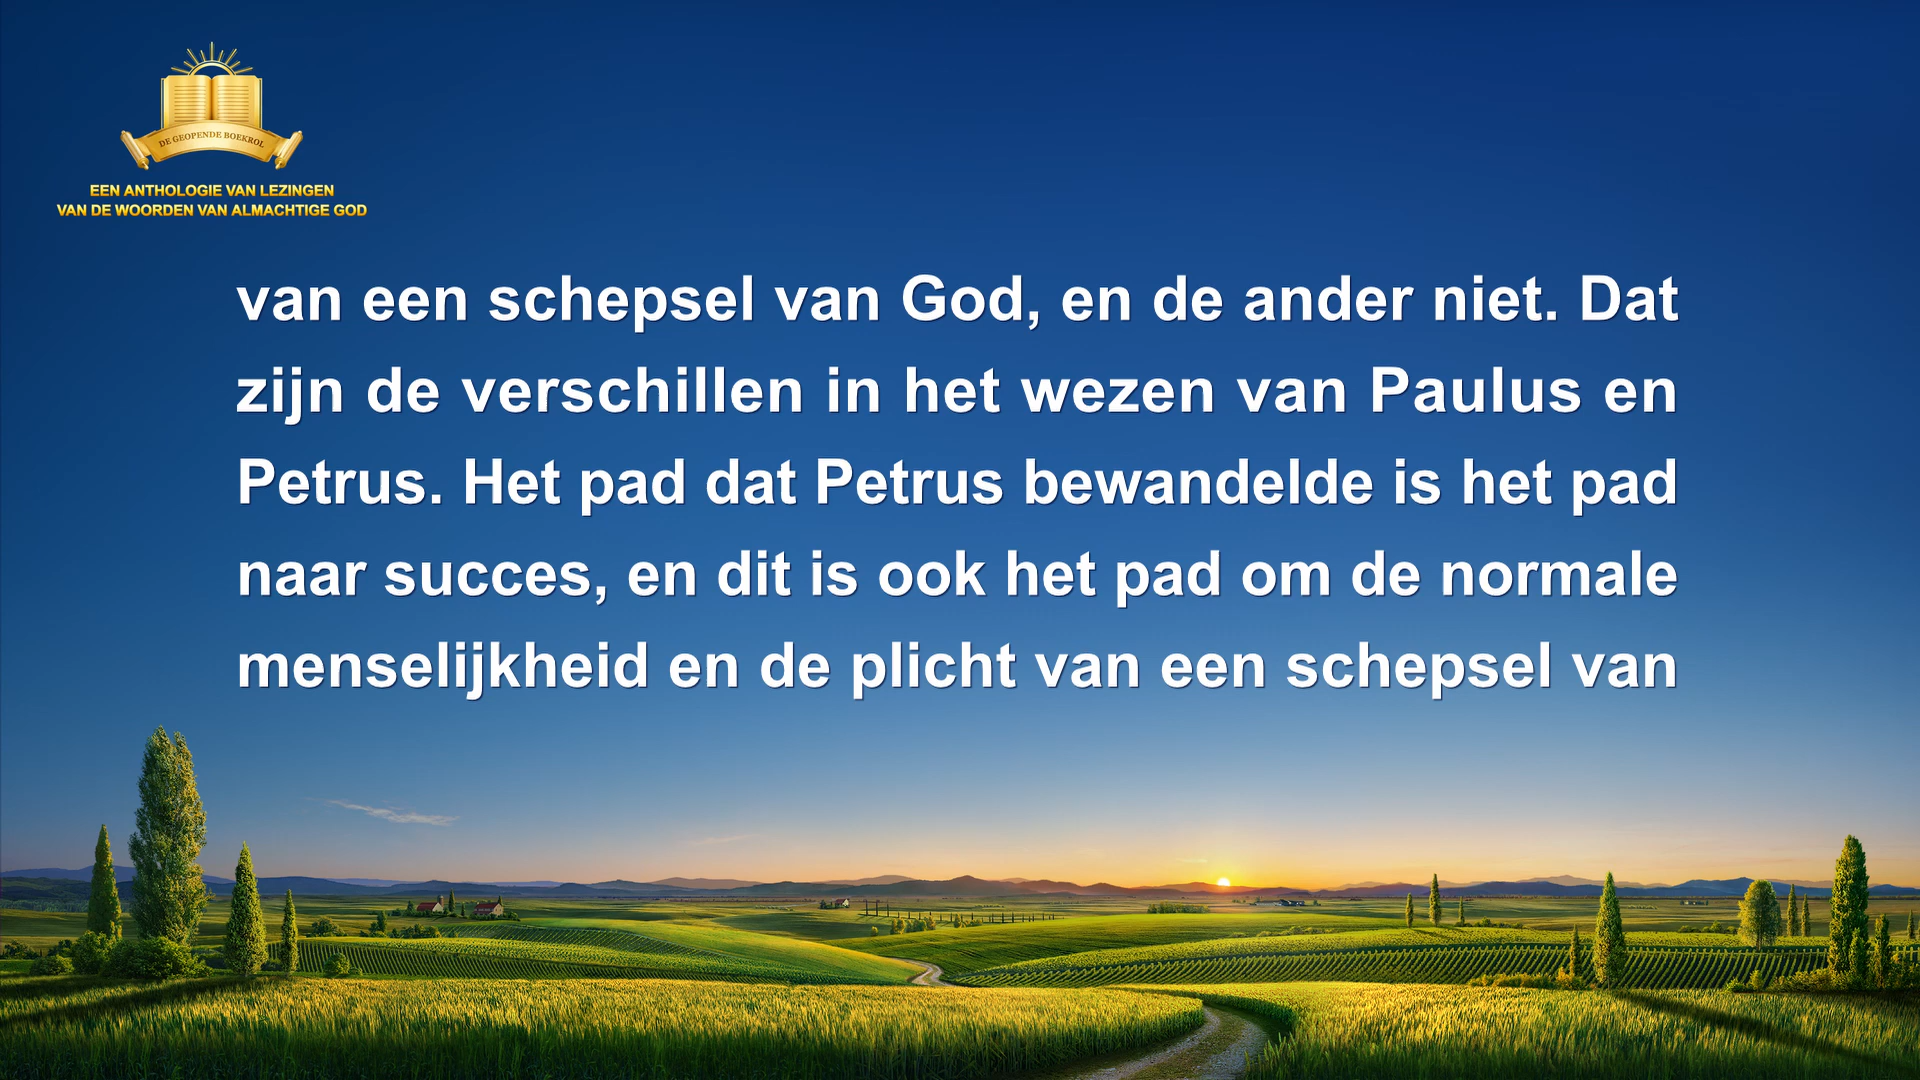 DE GEOPENDE BOEKROL
EEN ANTHOLOGIE VAN LEZINGEN
VAN DE WOORDEN VAN ALMACHTIGE GOD
van een schepsel van God, en de ander niet. Dat
zijn de verschillen in het wezen van Paulus en
Petrus. Het pad dat Petrus bewandelde is het pad
naar succes, en dit is ook het pad om de normale
menselijkheid en de plicht van een schepsel van